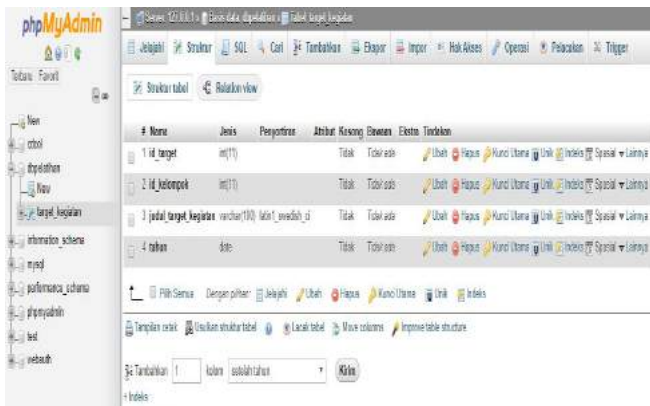 phpMyAdmin
Terbaru Favorit
New
cbool
dbpelatihan
New
target_kegiatan
information_schema
mysql
performance_schema
phpmyadmin
test
webauth
Server: 127.0.0.1 » Basis data: dbpelatihan » Tabel: target_kegiatan
Jelajahi Struktur SQL Cari Tambahkan Ekspor Impor Hak Akses Operasi Pelacakan Trigger
Struktur tabel Relation view
# Nama Jenis Penyortiran Atribut Kosong Bawaan Ekstra Tindakan
1 id_target int(11) Tidak Tidak ada Ubah Hapus Kunci Utama Unik Indeks Spasial Lainnya
2 id_kelompok int(11) Tidak Tidak ada Ubah Hapus Kunci Utama Unik Indeks Spasial Lainnya
3 judul_target_kegiatan varchar(100) latin1_swedish_ci Tidak Tidak ada Ubah Hapus Kunci Utama Unik Indeks Spasial Lainnya
4 tahun date Tidak Tidak ada Ubah Hapus Kunci Utama Unik Indeks Spasial Lainnya
Pilih Semua Dengan pilihan: Jelajahi Ubah Hapus Kunci Utama Unik Indeks
Tampilan cetak Usulkan struktur tabel Lacak tabel Move columns Improve table structure
Tambahkan 1 kolom setelah tahun Kirim
+ Indeks